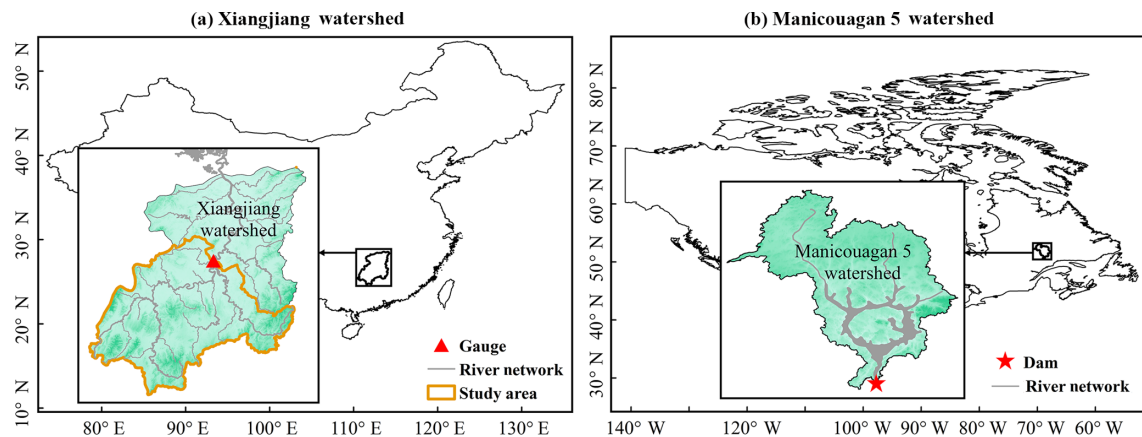 (a) Xiangjiang watershed
50° N
40° N
30° N
20° N
10° N
Xiangjiang
watershed
Gauge
River network
Study area
80° E
90° E
100° E
110° E
120° E
130° E
(b) Manicouagan 5 watershed
80° N
70° N
60° N
50° N
40° N
30° N
Manicouagan 5
watershed
Dam
River network
140° W
100° W
90° W
80° W
70° W
60° W